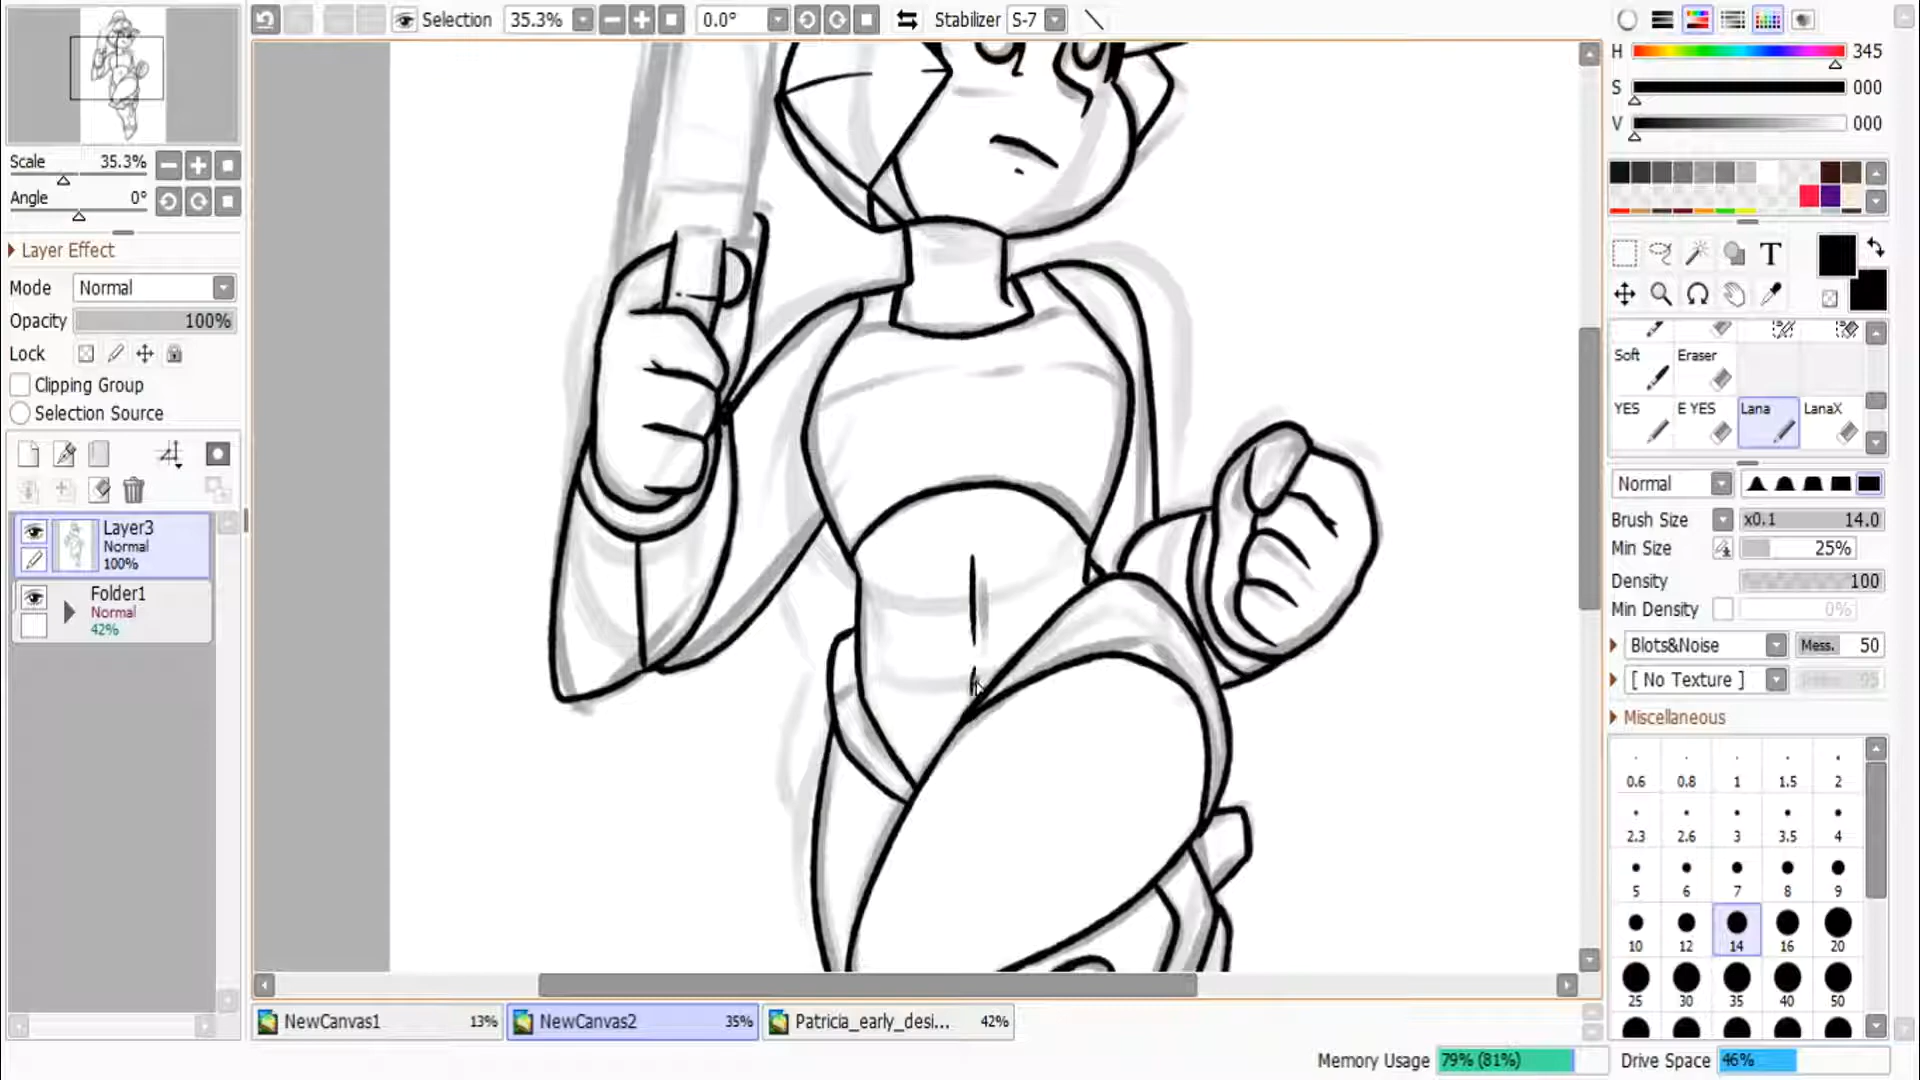 Selection 35.3% 0.0° Stabilizer S-7
Scale 35.3%
Angle 0°
Layer Effect
Mode Normal
Opacity 100%
Lock
Clipping Group
Selection Source
Layer3
Normal
100%
Folder1
Normal
42%
H 345
S 000
V 000
T
Soft Eraser
YES E YES Lana LanaX
Normal
Brush Size x0.1 14.0
Min Size 25%
Density 100
Min Density 0%
Blots&Noise Mess. 50
[ No Texture ] 95
Miscellaneous
0.6 0.8 1 1.5 2
2.3 2.6 3 3.5 4
5 6 7 8 9
10 12 14 16 20
25 30 35 40 50
NewCanvas1 13% NewCanvas2 35% Patricia_early_desi... 42%
Memory Usage 79% (81%) Drive Space 46%